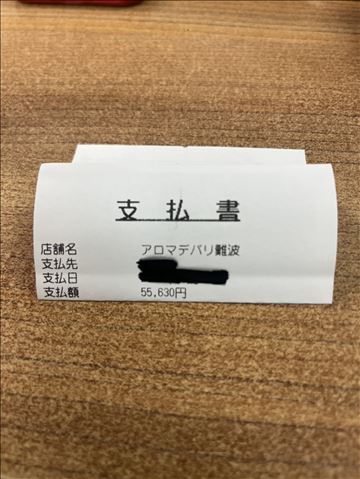 支払書
店舗名 アロマデバリ難波
支払先
支払日
支払額 55,630円